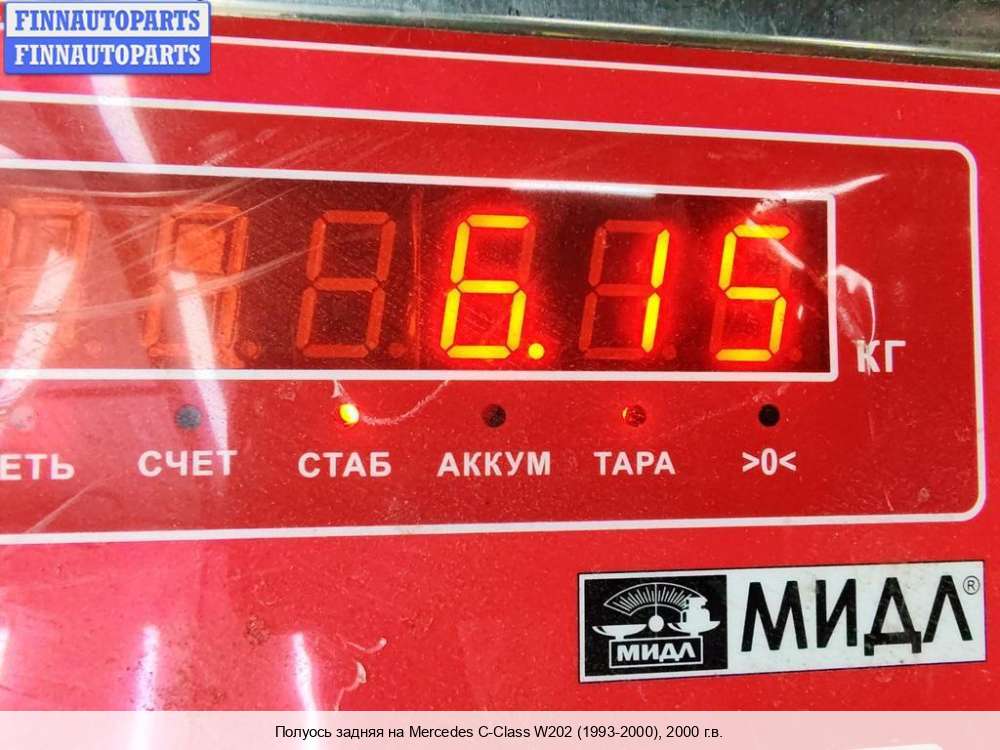 FINNAUTOPARTS
FINNAUTOPARTS
6.15
КГ
ЕТЬ СЧЕТ СТАБ АККУМ ТАРА >0<
МИДЛ МИДЛ®
Полуось задняя на Mercedes C-Class W202 (1993-2000), 2000 г.в.